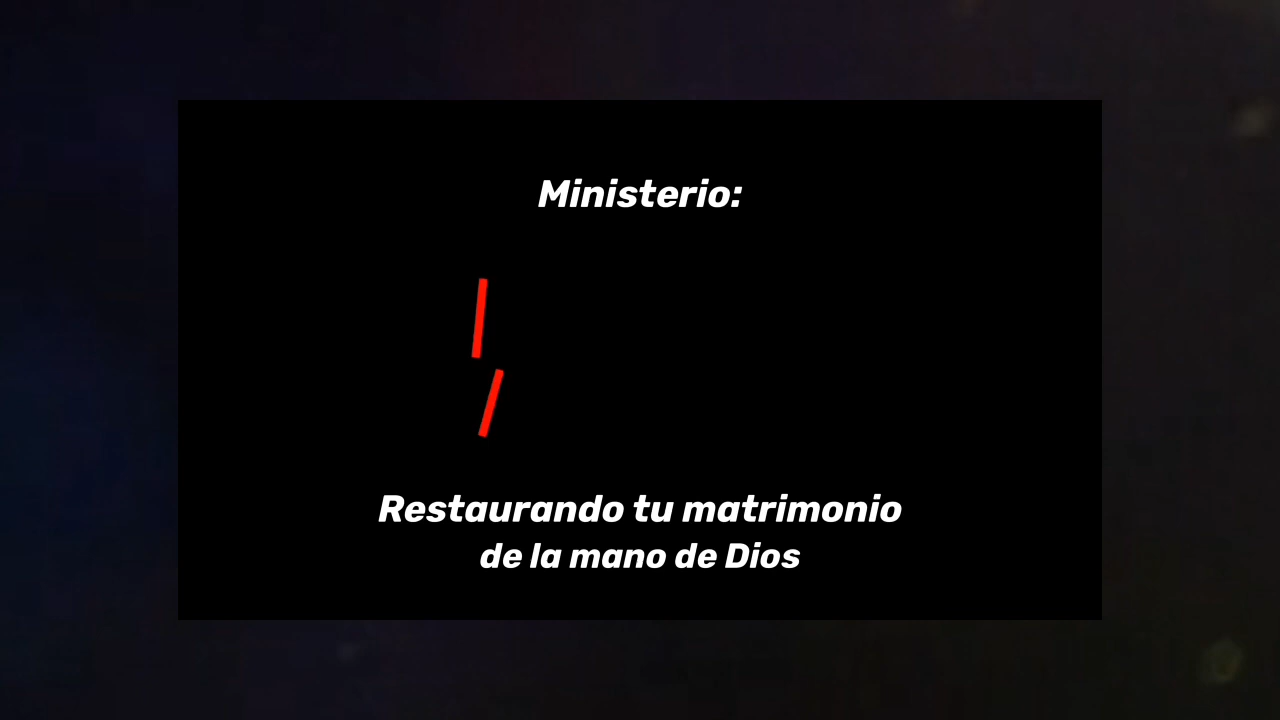 Ministerio:
Restaurando tu matrimonio
de la mano de Dios